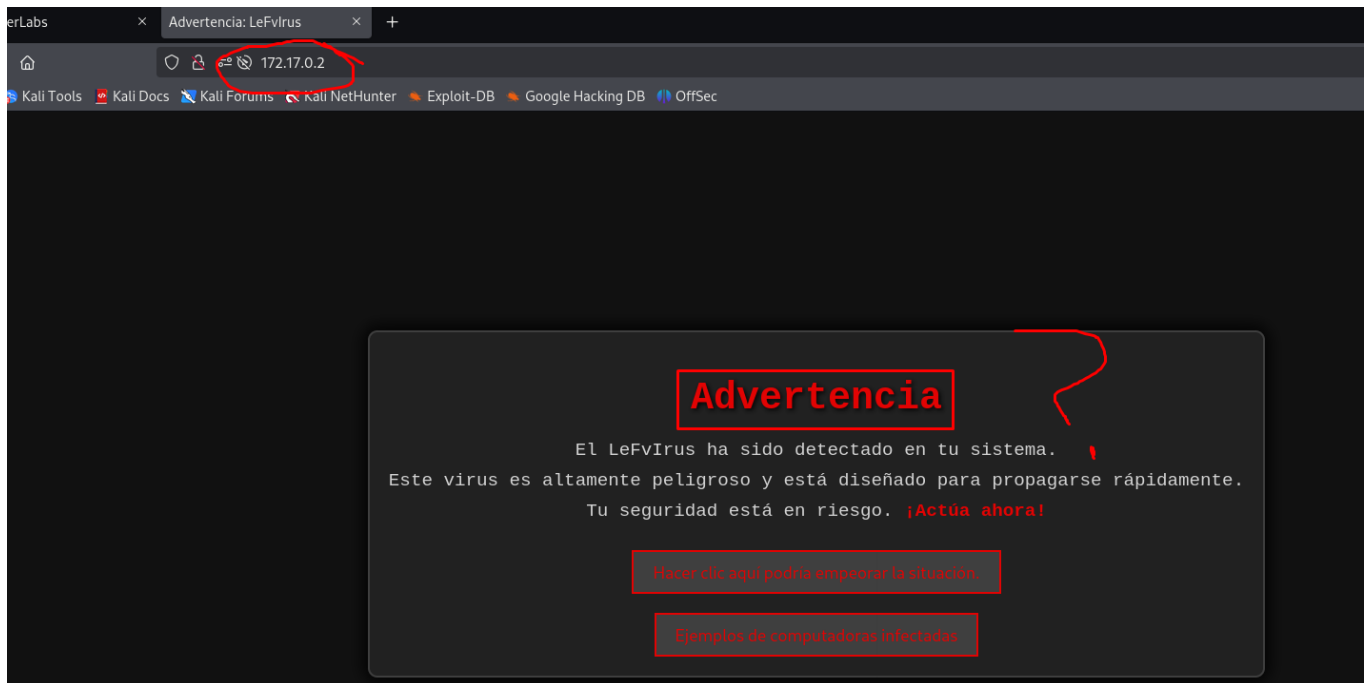 erLabs
Advertencia: LeFvIrus
172.17.0.2
Kali Tools Kali Docs Kali Forums Kali NetHunter Exploit-DB Google Hacking DB OffSec
Advertencia
El LeFvIrus ha sido detectado en tu sistema.
Este virus es altamente peligroso y está diseñado para propagarse rápidamente.
Tu seguridad está en riesgo. ¡Actúa ahora!
Hacer clic aquí podría empeorar la situación.
Ejemplos de computadoras infectadas